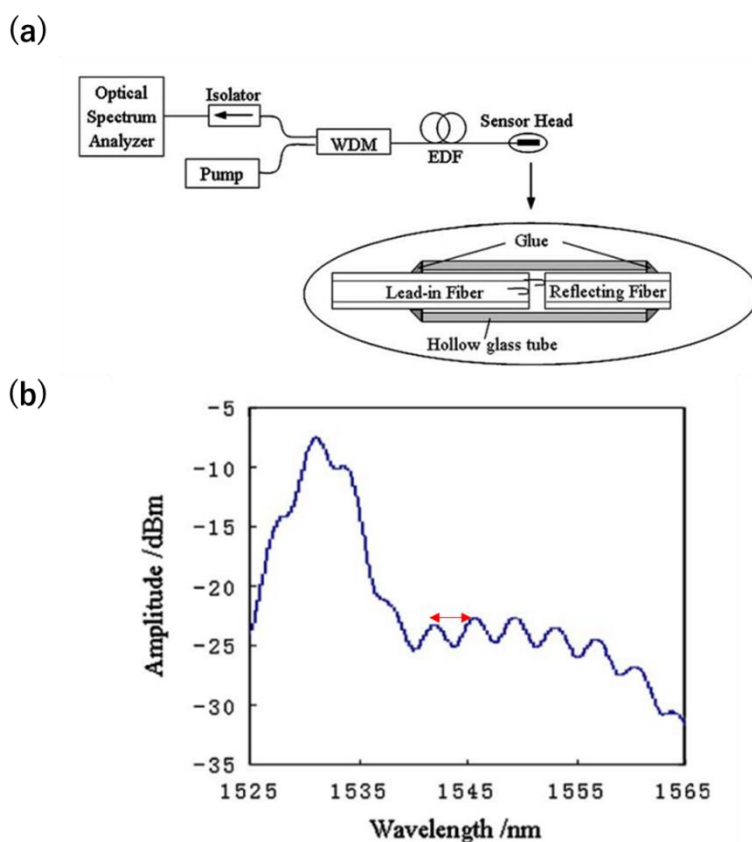 (a)
Optical
Spectrum
Analyzer
Isolator
Pump
WDM
EDF
Sensor Head
Glue
Lead-in Fiber
Reflecting Fiber
Hollow glass tube
(b)
Amplitude /dBm
-5
-10
-15
-20
-25
-30
-35
1525
1535
1545
1555
1565
Wavelength /nm